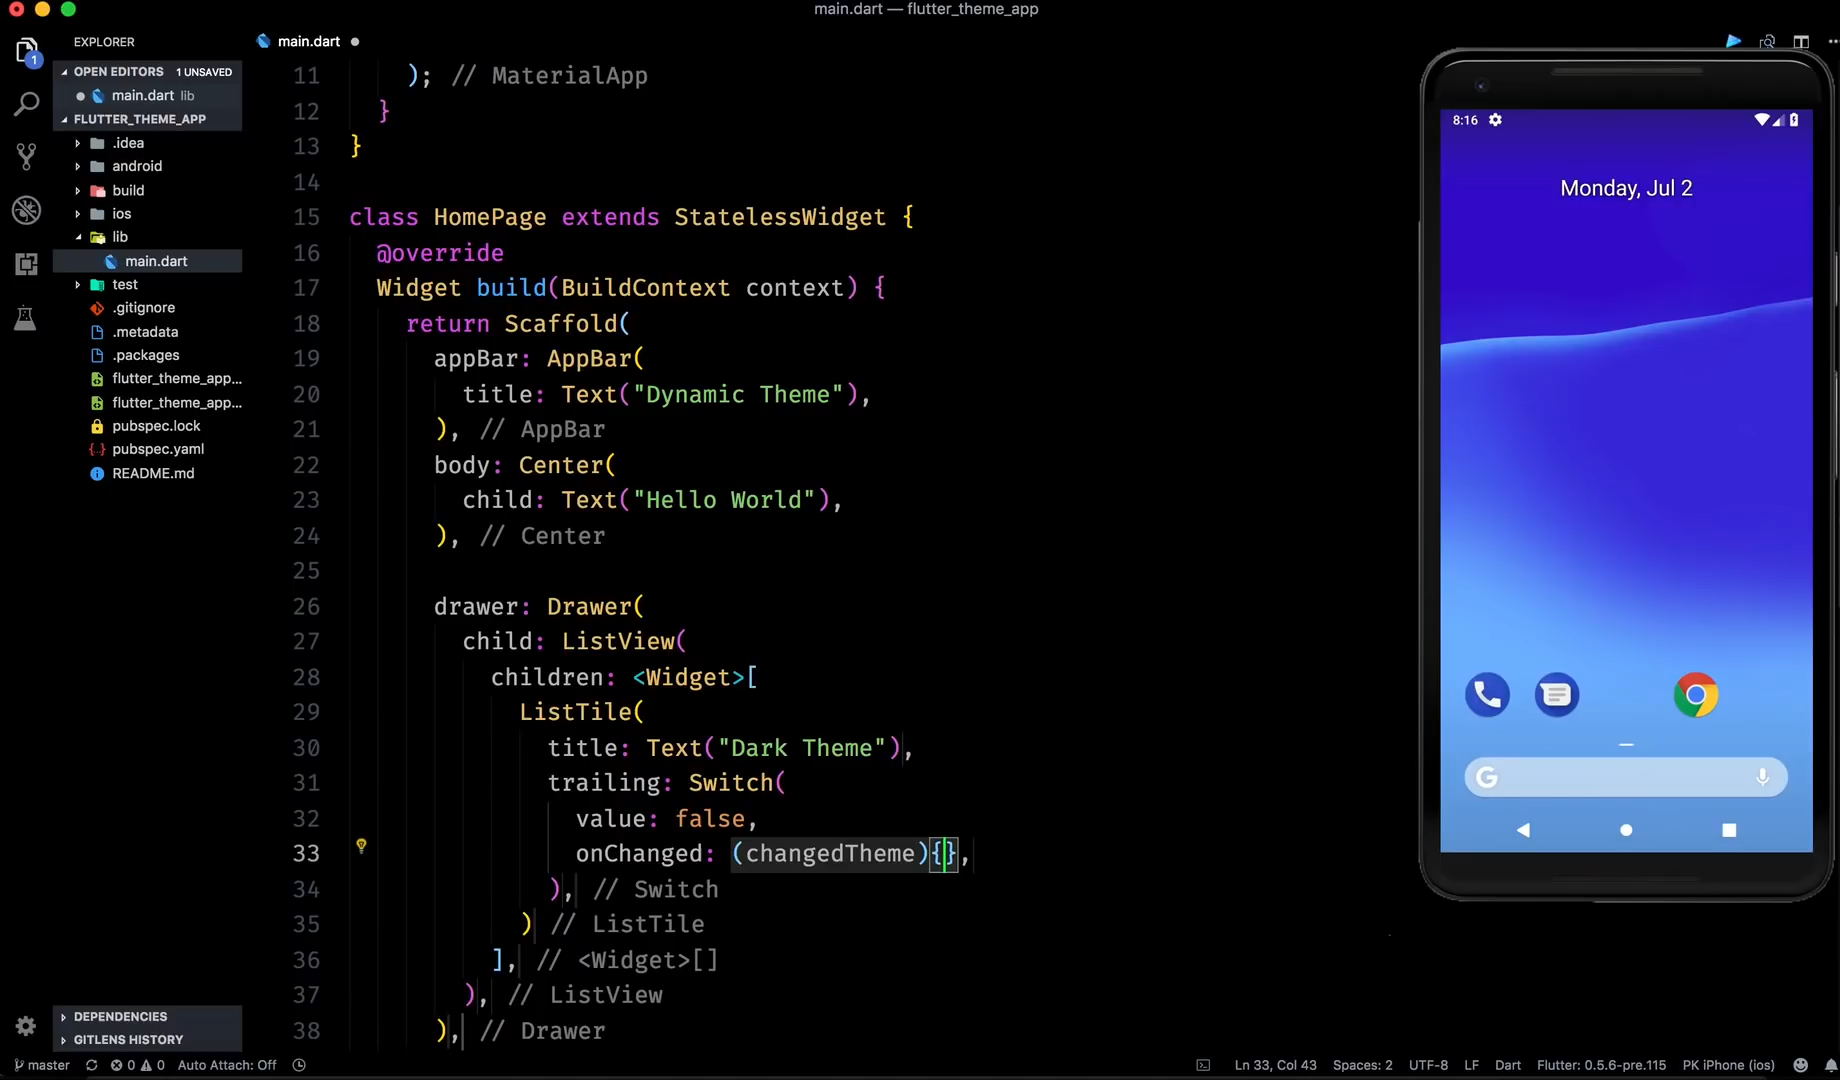 main.dart — flutter_theme_app
EXPLORER
main.dart
OPEN EDITORS 1 UNSAVED
main.dart lib
FLUTTER_THEME_APP
.idea
android
build
ios
lib
main.dart
test
.gitignore
.metadata
.packages
flutter_theme_app...
flutter_theme_app...
pubspec.lock
pubspec.yaml
README.md
DEPENDENCIES
GITLENS HISTORY
1
11 ); // MaterialApp
12 }
13 }
14
15 class HomePage extends StatelessWidget {
16 @override
17 Widget build(BuildContext context) {
18 return Scaffold(
19 appBar: AppBar(
20 title: Text("Dynamic Theme"),
21 ), // AppBar
22 body: Center(
23 child: Text("Hello World"),
24 ), // Center
25
26 drawer: Drawer(
27 child: ListView(
28 children: <Widget>[
29 ListTile(
30 title: Text("Dark Theme"),
31 trailing: Switch(
32 value: false,
33 onChanged: (changedTheme){},
34 ), // Switch
35 ) // ListTile
36 ], // <Widget>[]
37 ), // ListView
38 ), // Drawer
8:16
Monday, Jul 2
G
master 0 0 Auto Attach: Off
Ln 33, Col 43 Spaces: 2 UTF-8 LF Dart Flutter: 0.5.6-pre.115 PK iPhone (ios)